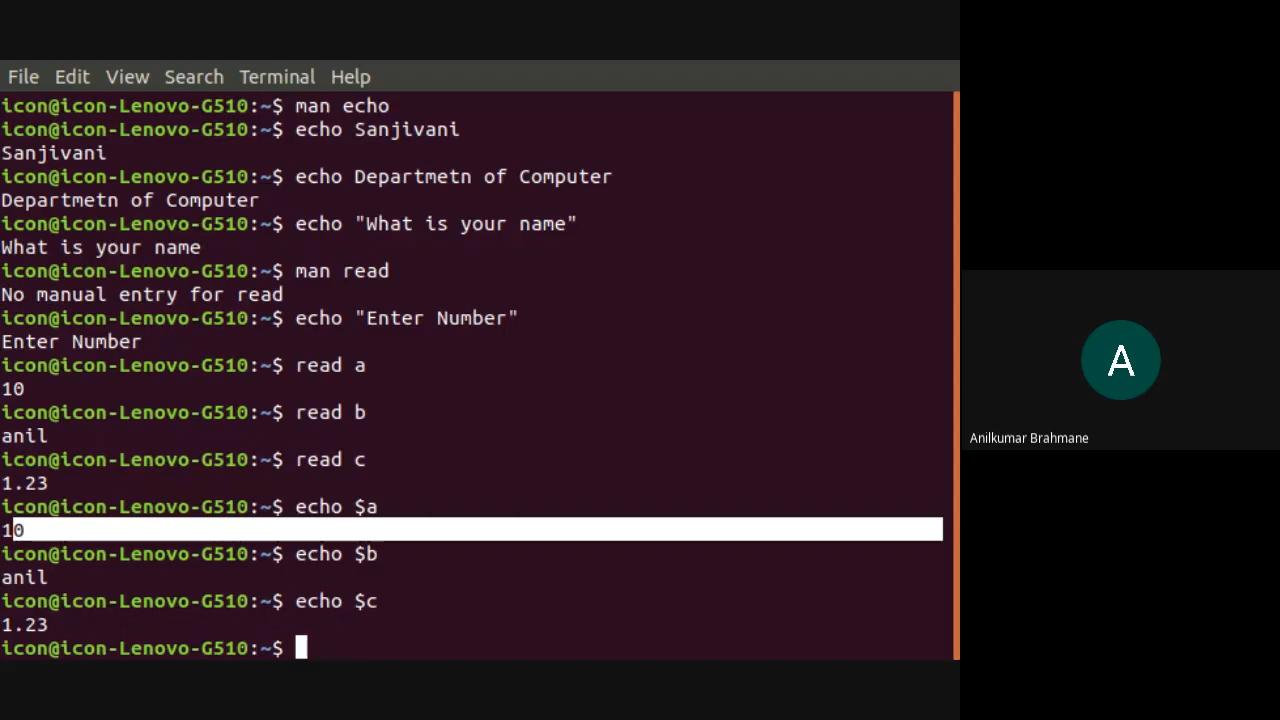 File Edit View Search Terminal Help
icon@icon-Lenovo-G510:~$ man echo
icon@icon-Lenovo-G510:~$ echo Sanjivani
Sanjivani
icon@icon-Lenovo-G510:~$ echo Departmetn of Computer
Departmetn of Computer
icon@icon-Lenovo-G510:~$ echo "What is your name"
What is your name
icon@icon-Lenovo-G510:~$ man read
No manual entry for read
icon@icon-Lenovo-G510:~$ echo "Enter Number"
Enter Number
icon@icon-Lenovo-G510:~$ read a
10
icon@icon-Lenovo-G510:~$ read b
anil
icon@icon-Lenovo-G510:~$ read c
1.23
icon@icon-Lenovo-G510:~$ echo $a
10
icon@icon-Lenovo-G510:~$ echo $b
anil
icon@icon-Lenovo-G510:~$ echo $c
1.23
icon@icon-Lenovo-G510:~$
A
Anilkumar Brahmane